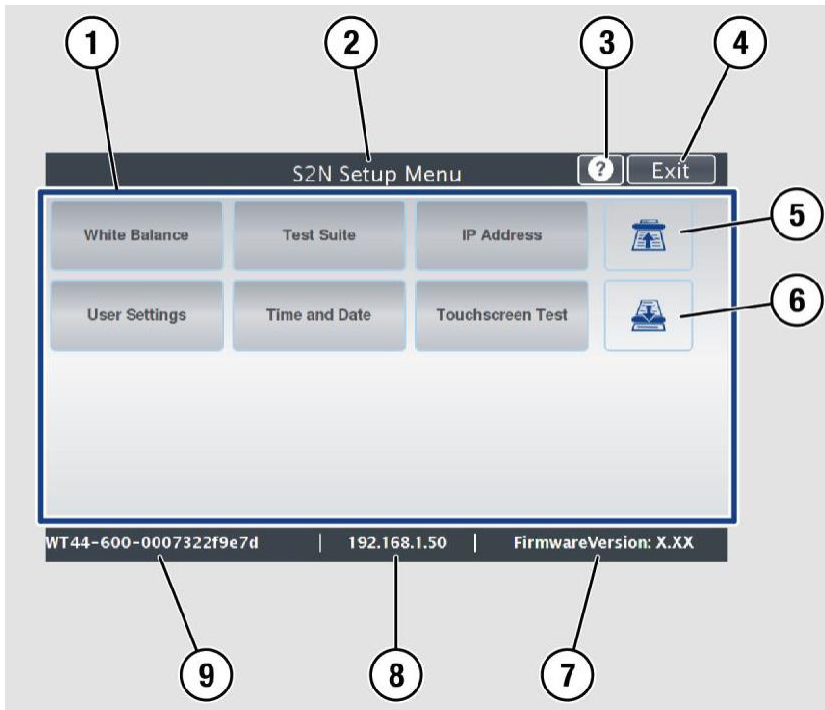 1 2 3 4
S2N Setup Menu ? Exit
White Balance Test Suite IP Address 5
User Settings Time and Date Touchscreen Test 6
WT44-600-0007322f9e7d | 192.168.1.50 | FirmwareVersion: X.XX
9 8 7